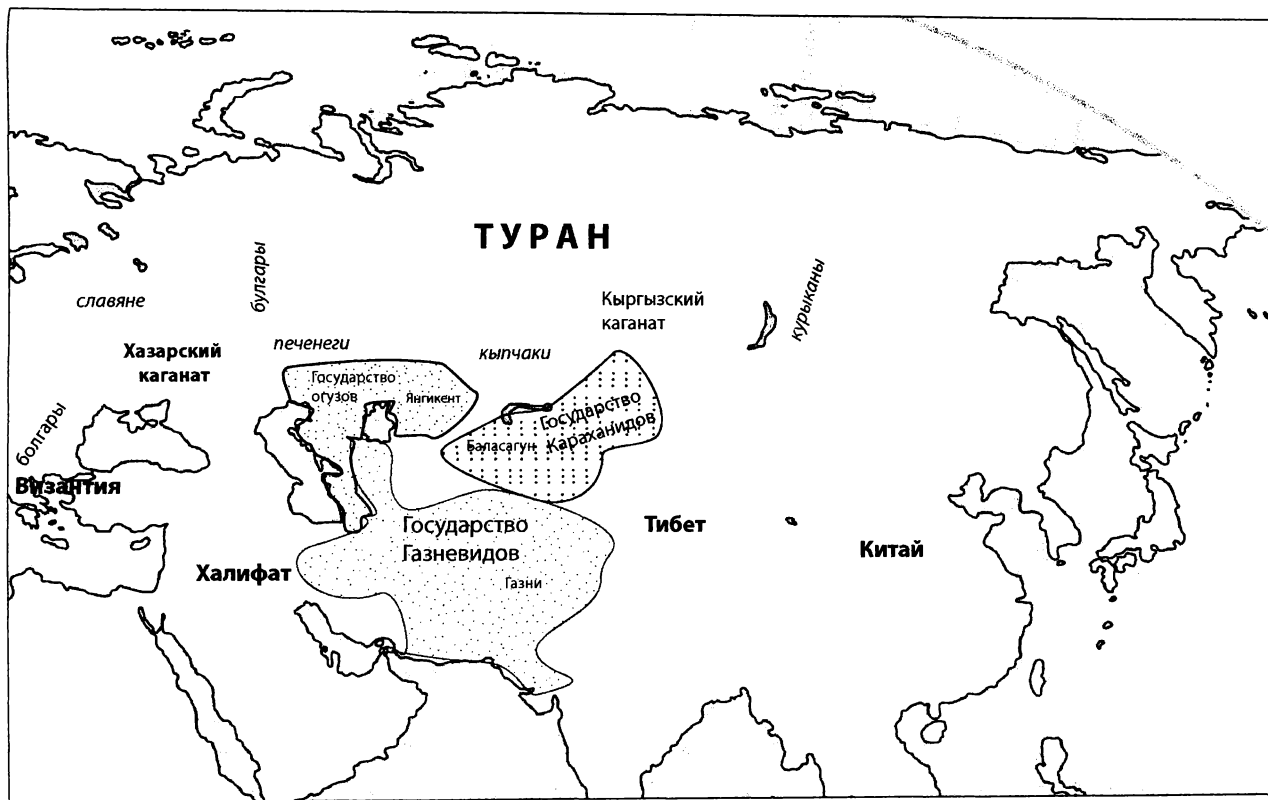 ТУРАН
булгары
курыканы
славяне
Кыргызский
каганат
печенеги
кыпчаки
Хазарский
каганат
Государство
огузов
Янгикент
Государство
Караханидов
Баласагун
болгары
Византия
Государство
Газневидов
Тибет
Китай
Халифат
Газни